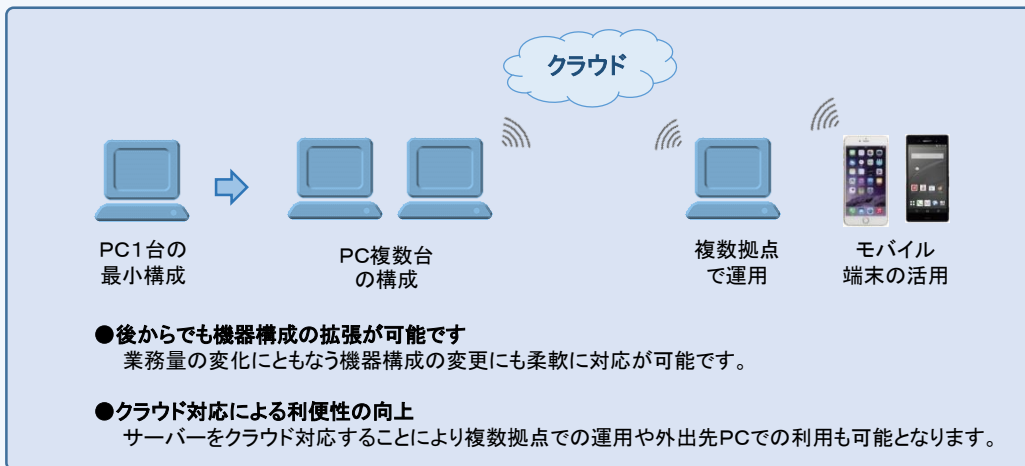 クラウド
PC1台の
最小構成
PC複数台
の構成
複数拠点
で運用
モバイル
端末の活用
●後からでも機器構成の拡張が可能です
業務量の変化にともなう機器構成の変更にも柔軟に対応が可能です。
●クラウド対応による利便性の向上
サーバーをクラウド対応することにより複数拠点での運用や外出先PCでの利用も可能となります。